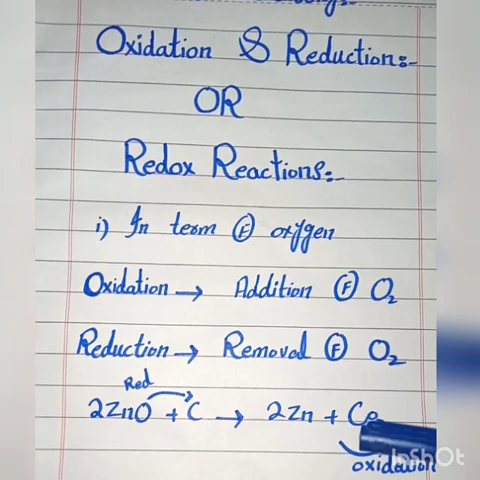 Oxidation & Reduction:-
OR
Redox Reactions:-
i) In term of oxygen
Oxidation → Addition of O₂
Reduction → Removal of O₂
Red
2ZnO + C → 2Zn + C
oxidation
InShOt